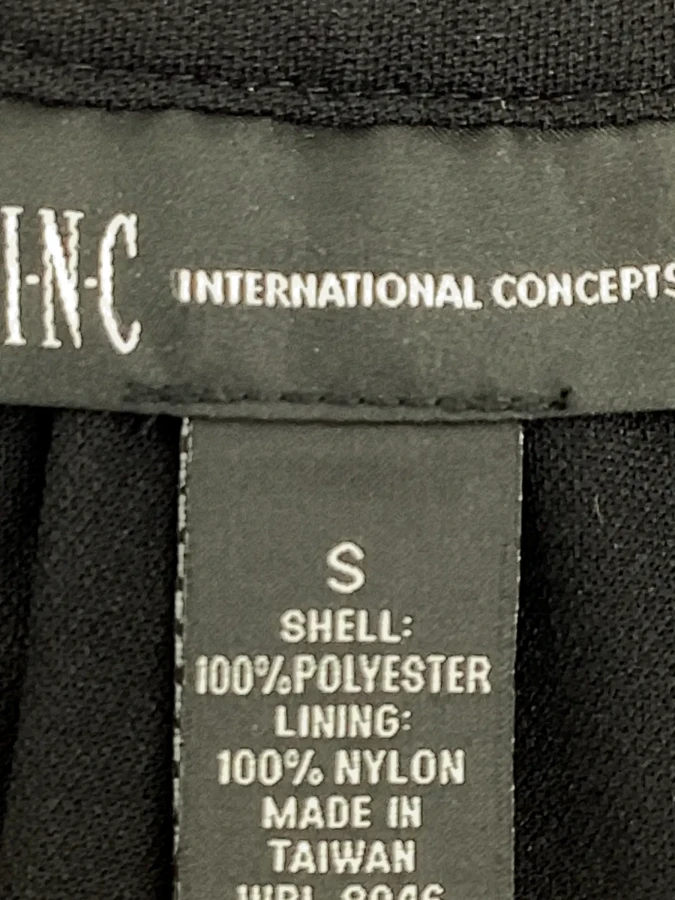 I·N·C INTERNATIONAL CONCEPTS
S
SHELL:
100% POLYESTER
LINING:
100% NYLON
MADE IN
TAIWAN